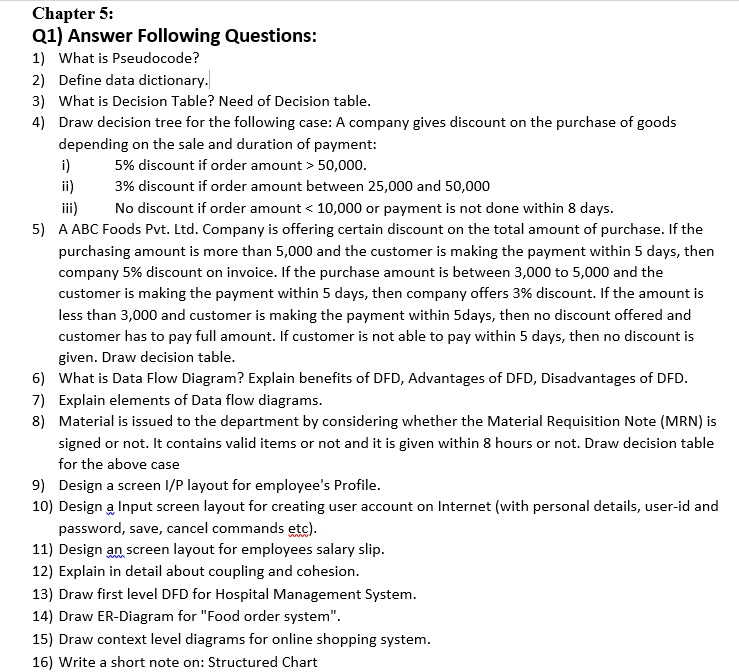 Chapter 5:
Q1) Answer Following Questions:
1) What is Pseudocode?
2) Define data dictionary.
3) What is Decision Table? Need of Decision table.
4) Draw decision tree for the following case: A company gives discount on the purchase of goods
depending on the sale and duration of payment:
i) 5% discount if order amount > 50,000.
ii) 3% discount if order amount between 25,000 and 50,000
iii) No discount if order amount < 10,000 or payment is not done within 8 days.
5) A ABC Foods Pvt. Ltd. Company is offering certain discount on the total amount of purchase. If the
purchasing amount is more than 5,000 and the customer is making the payment within 5 days, then
company 5% discount on invoice. If the purchase amount is between 3,000 to 5,000 and the
customer is making the payment within 5 days, then company offers 3% discount. If the amount is
less than 3,000 and customer is making the payment within 5days, then no discount offered and
customer has to pay full amount. If customer is not able to pay within 5 days, then no discount is
given. Draw decision table.
6) What is Data Flow Diagram? Explain benefits of DFD, Advantages of DFD, Disadvantages of DFD.
7) Explain elements of Data flow diagrams.
8) Material is issued to the department by considering whether the Material Requisition Note (MRN) is
signed or not. It contains valid items or not and it is given within 8 hours or not. Draw decision table
for the above case
9) Design a screen I/P layout for employee's Profile.
10) Design a Input screen layout for creating user account on Internet (with personal details, user-id and
password, save, cancel commands etc).
11) Design an screen layout for employees salary slip.
12) Explain in detail about coupling and cohesion.
13) Draw first level DFD for Hospital Management System.
14) Draw ER-Diagram for "Food order system".
15) Draw context level diagrams for online shopping system.
16) Write a short note on: Structured Chart